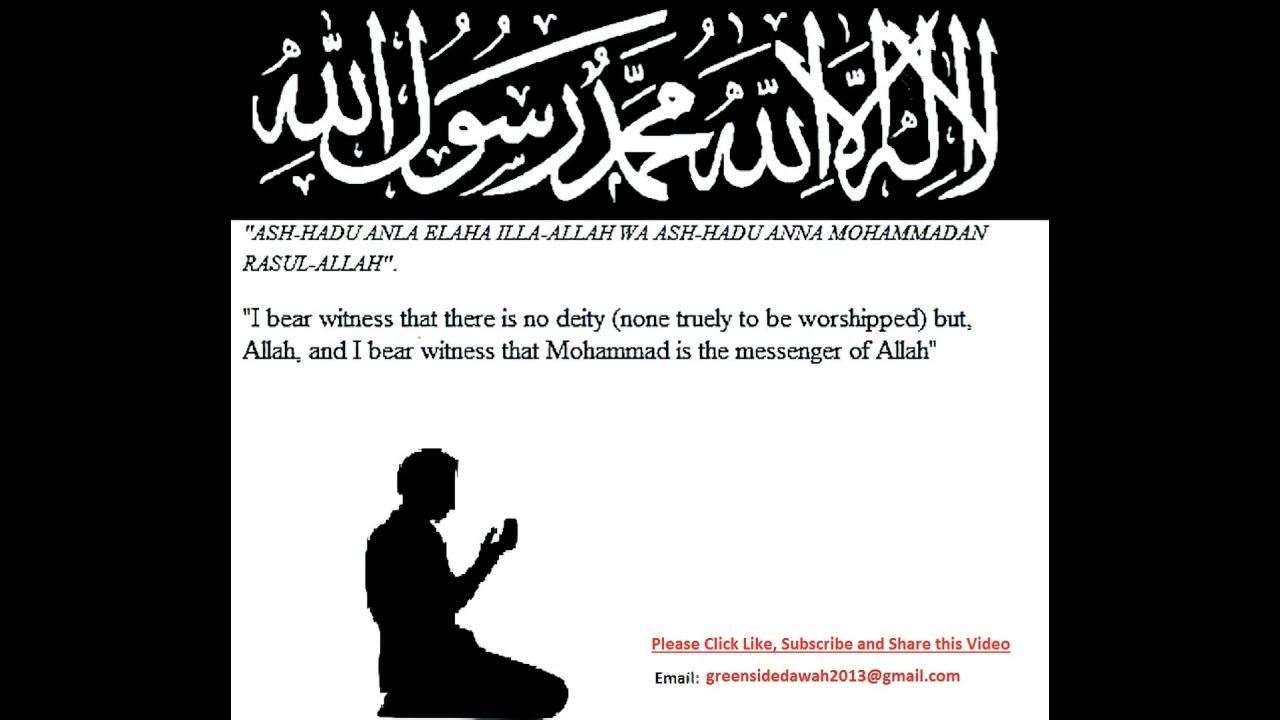 لا إله إلا الله محمد رسول الله
"ASH-HADU ANLA ELAHA ILLA-ALLAH WA ASH-HADU ANNA MOHAMMADAN
RASUL-ALLAH".
"I bear witness that there is no deity (none truely to be worshipped) but,
Allah, and I bear witness that Mohammad is the messenger of Allah"
Please Click Like, Subscribe and Share this Video
Email: greensidedawah2013@gmail.com